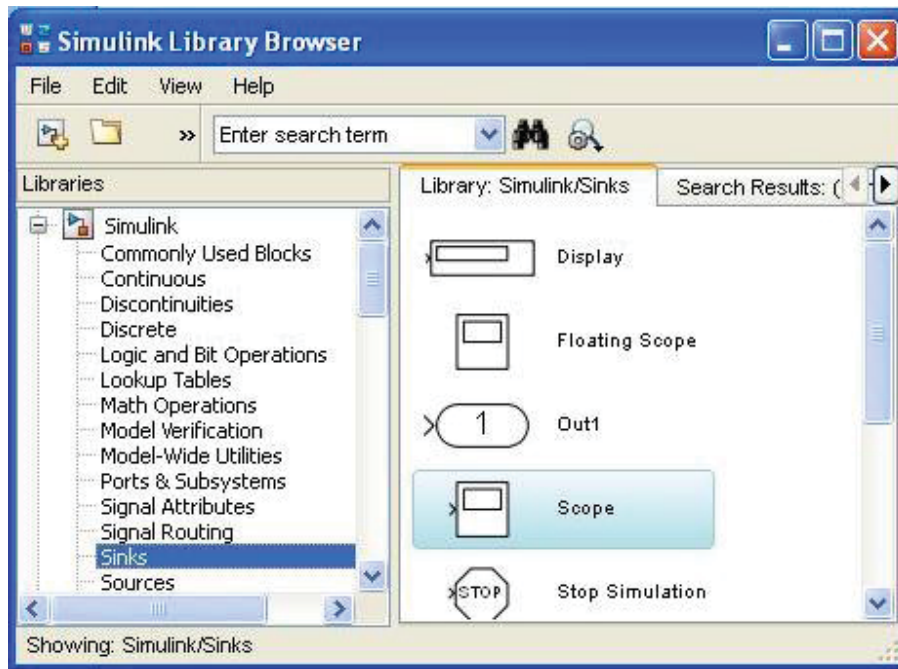 Simulink Library Browser
File Edit View Help
» Enter search term
Libraries
Library: Simulink/Sinks
Search Results: (
Simulink
Commonly Used Blocks
Continuous
Discontinuities
Discrete
Logic and Bit Operations
Lookup Tables
Math Operations
Model Verification
Model-Wide Utilities
Ports & Subsystems
Signal Attributes
Signal Routing
Sinks
Sources
Display
Floating Scope
1 Out1
Scope
STOP Stop Simulation
Showing: Simulink/Sinks